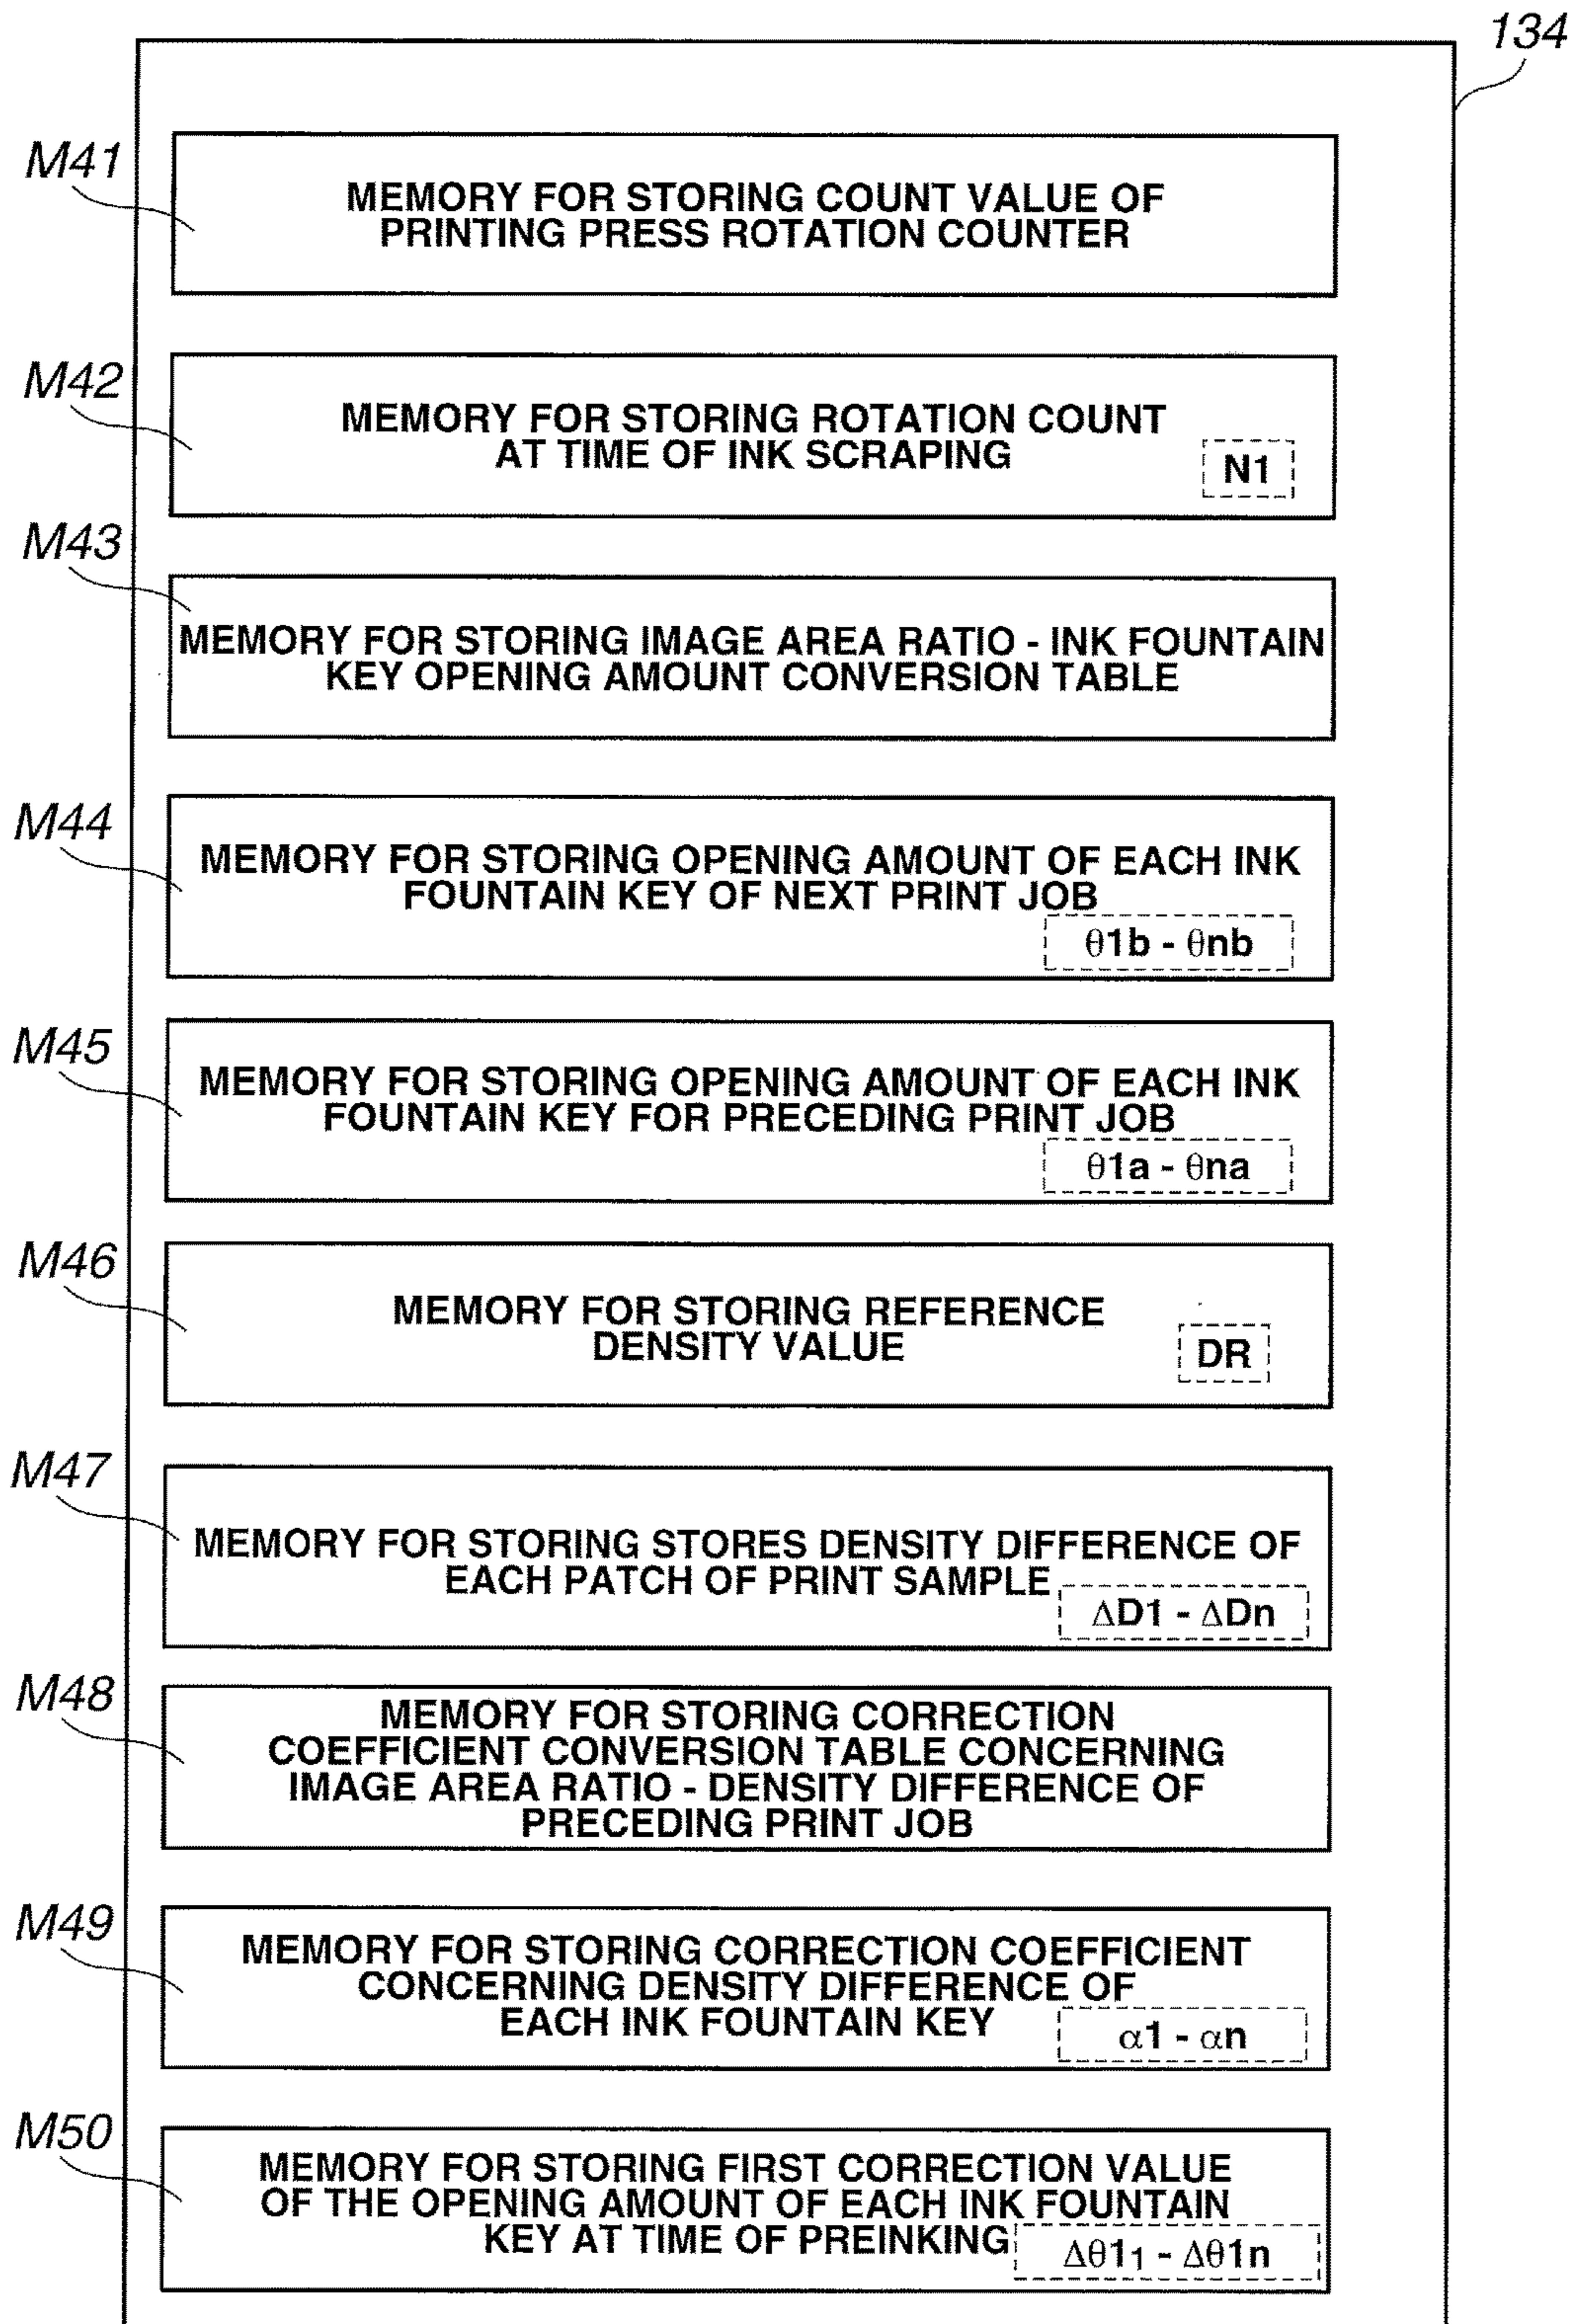 134
M41
MEMORY FOR STORING COUNT VALUE OF
PRINTING PRESS ROTATION COUNTER
M42
MEMORY FOR STORING ROTATION COUNT
AT TIME OF INK SCRAPING
N1
M43
MEMORY FOR STORING IMAGE AREA RATIO - INK FOUNTAIN
KEY OPENING AMOUNT CONVERSION TABLE
M44
MEMORY FOR STORING OPENING AMOUNT OF EACH INK
FOUNTAIN KEY OF NEXT PRINT JOB
θ1b - θnb
M45
MEMORY FOR STORING OPENING AMOUNT OF EACH INK
FOUNTAIN KEY FOR PRECEDING PRINT JOB
θ1a - θna
M46
MEMORY FOR STORING REFERENCE
DENSITY VALUE
DR
M47
MEMORY FOR STORING STORES DENSITY DIFFERENCE OF
EACH PATCH OF PRINT SAMPLE
ΔD1 - ΔDn
M48
MEMORY FOR STORING CORRECTION
COEFFICIENT CONVERSION TABLE CONCERNING
IMAGE AREA RATIO - DENSITY DIFFERENCE OF
PRECEDING PRINT JOB
M49
MEMORY FOR STORING CORRECTION COEFFICIENT
CONCERNING DENSITY DIFFERENCE OF
EACH INK FOUNTAIN KEY
α1 - αn
M50
MEMORY FOR STORING FIRST CORRECTION VALUE
OF THE OPENING AMOUNT OF EACH INK FOUNTAIN
KEY AT TIME OF PREINKING
Δθ1₁ - Δθ1n